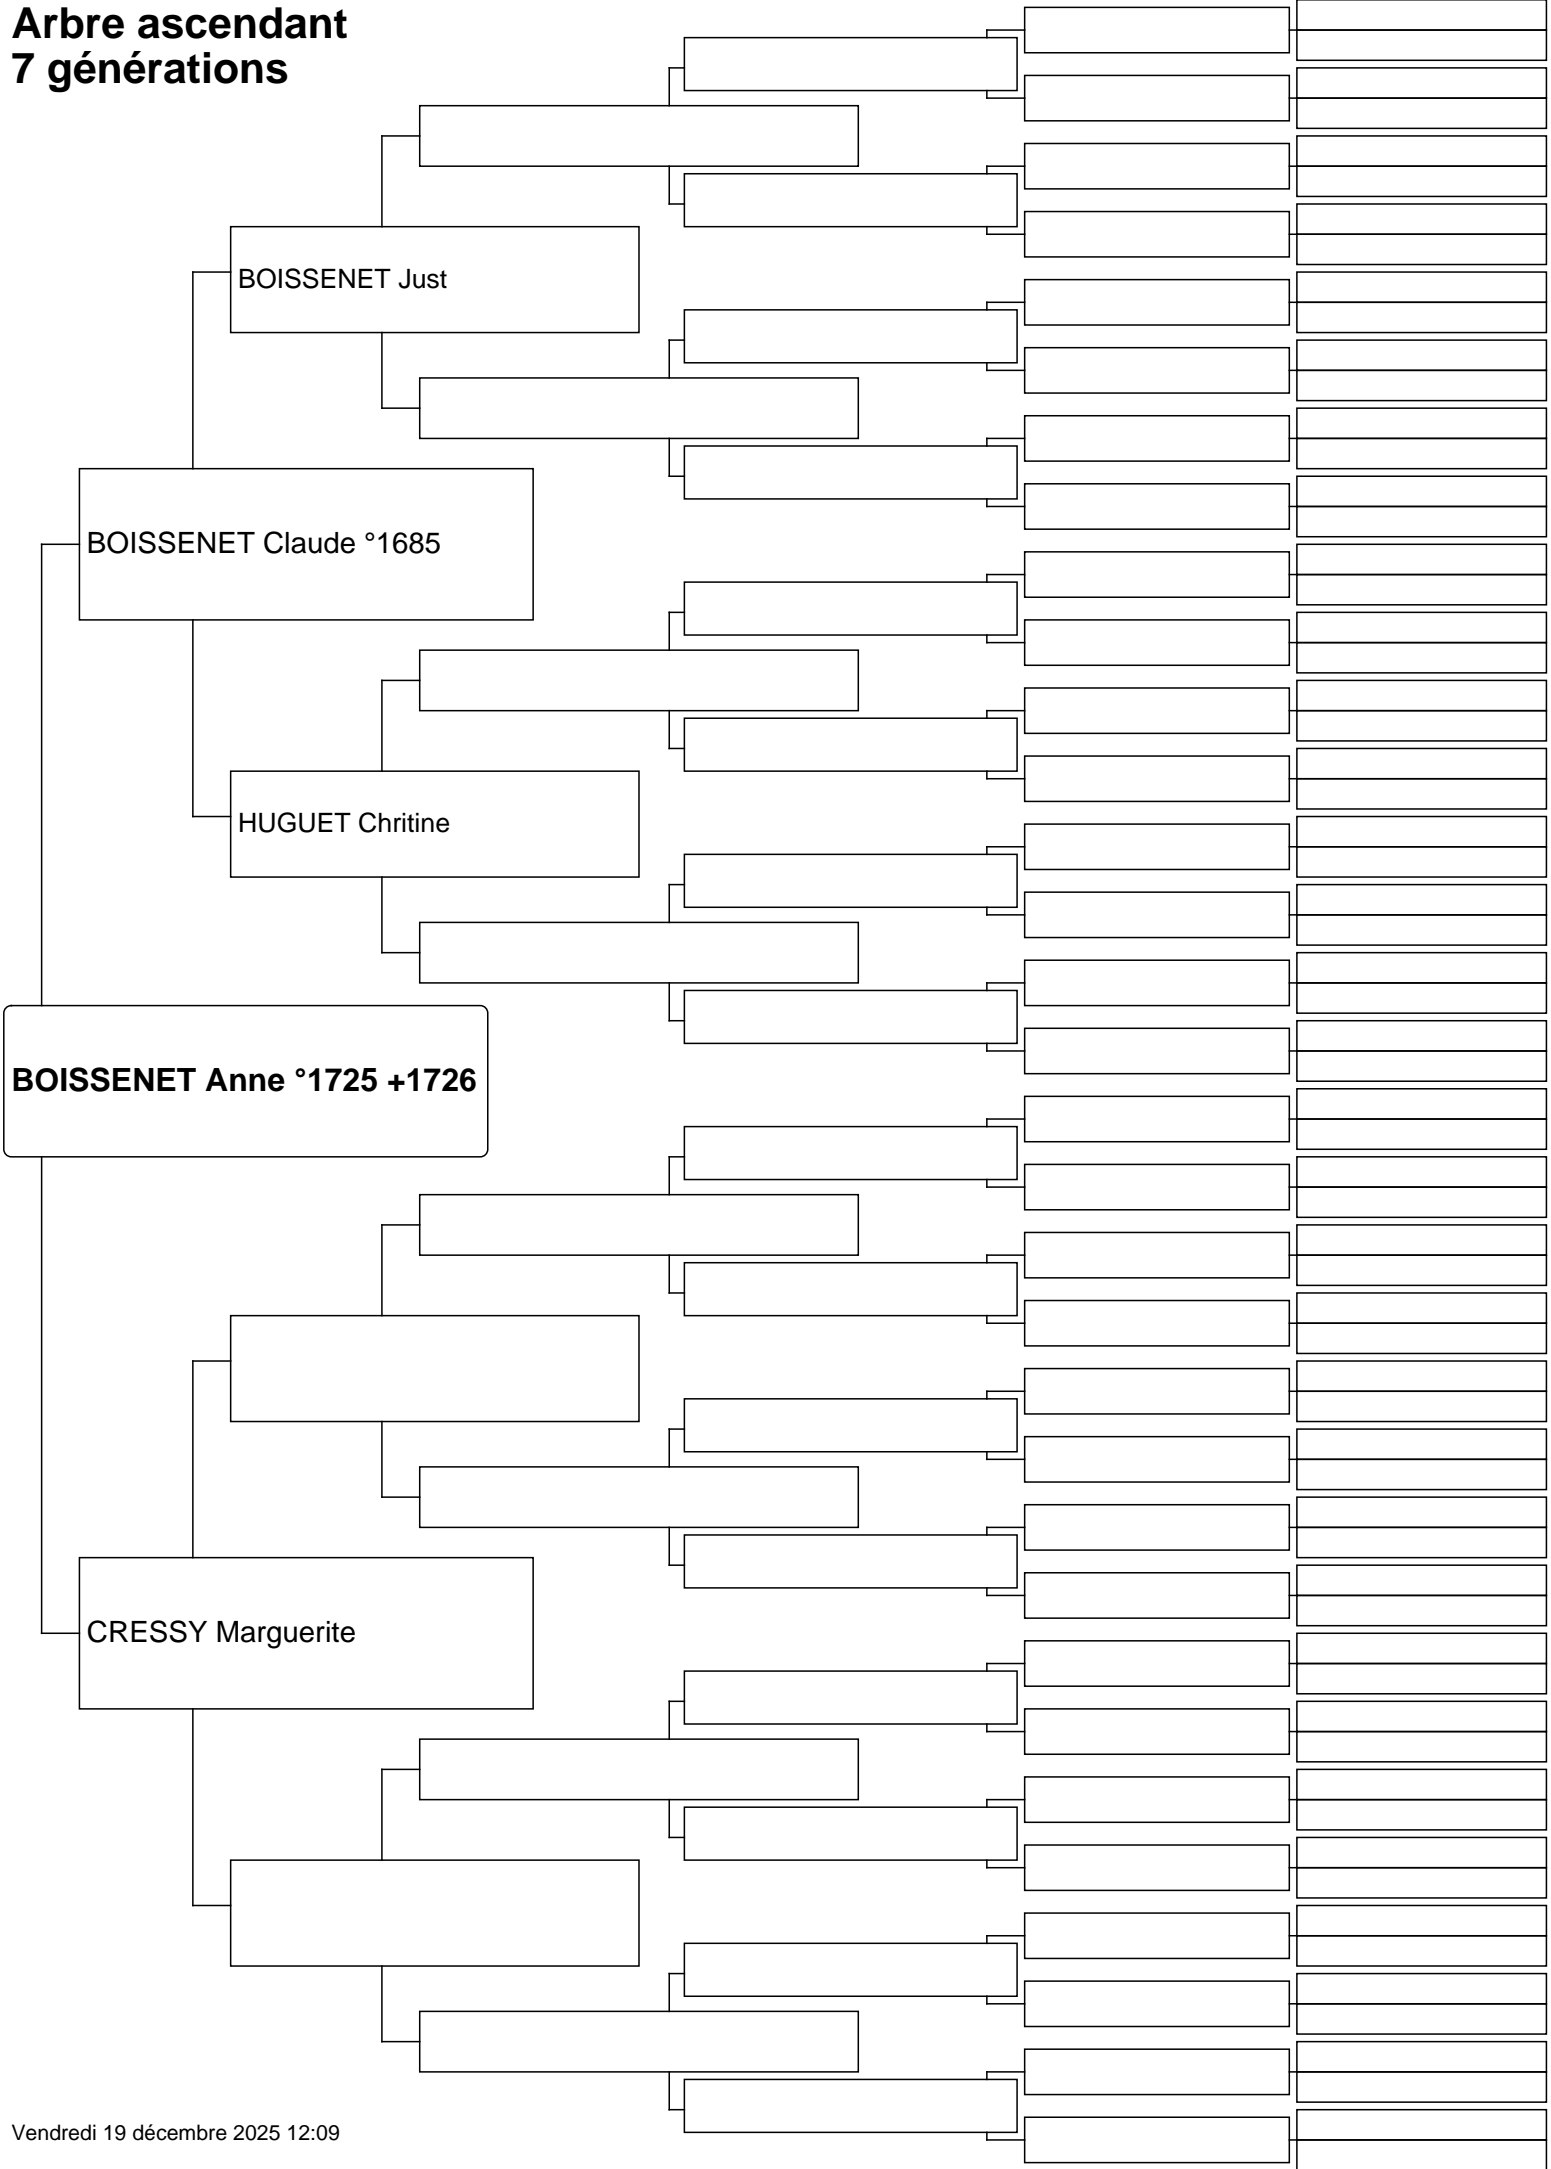 Arbre ascendant
7 générations
BOISSENET Just
BOISSENET Claude °1685
HUGUET Chritine
BOISSENET Anne °1725 +1726
CRESSY Marguerite
Vendredi 19 décembre 2025 12:09